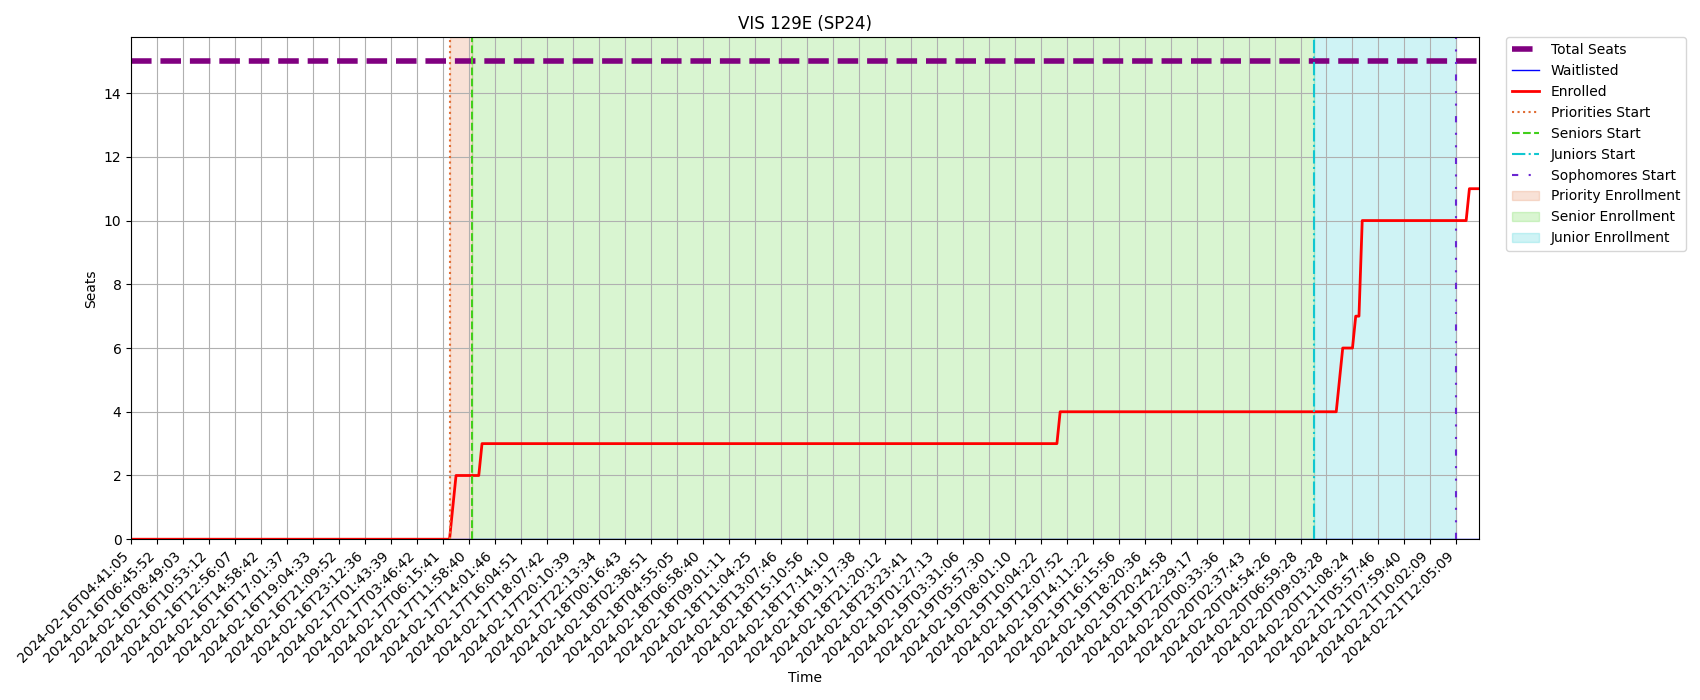 VIS 129E (SP24)
Seats
14
12
10
8
6
4
2
0
2024-02-16T04:41:05
2024-02-16T06:45:52
2024-02-16T08:49:03
2024-02-16T10:53:12
2024-02-16T12:56:07
2024-02-16T14:58:42
2024-02-16T17:01:37
2024-02-16T19:04:33
2024-02-16T21:09:52
2024-02-16T23:12:36
2024-02-17T01:43:39
2024-02-17T03:46:42
2024-02-17T06:15:41
2024-02-17T11:58:40
2024-02-17T14:01:46
2024-02-17T16:04:51
2024-02-17T18:07:42
2024-02-17T20:10:39
2024-02-17T22:13:34
2024-02-18T00:16:43
2024-02-18T02:38:51
2024-02-18T04:55:05
2024-02-18T06:58:40
2024-02-18T09:01:11
2024-02-18T11:04:25
2024-02-18T13:07:46
2024-02-18T15:10:56
2024-02-18T17:14:10
2024-02-18T19:17:38
2024-02-18T21:20:12
2024-02-18T23:23:41
2024-02-19T01:27:13
2024-02-19T03:31:06
2024-02-19T05:57:30
2024-02-19T08:01:10
2024-02-19T10:04:22
2024-02-19T12:07:52
2024-02-19T14:11:22
2024-02-19T16:15:56
2024-02-19T18:20:36
2024-02-19T20:24:58
2024-02-19T22:29:17
2024-02-20T00:33:36
2024-02-20T02:37:43
2024-02-20T04:54:26
2024-02-20T06:59:28
2024-02-20T09:03:28
2024-02-20T11:08:24
2024-02-21T05:57:46
2024-02-21T07:59:40
2024-02-21T10:02:09
2024-02-21T12:05:09
Time
Total Seats
Waitlisted
Enrolled
Priorities Start
Seniors Start
Juniors Start
Sophomores Start
Priority Enrollment
Senior Enrollment
Junior Enrollment